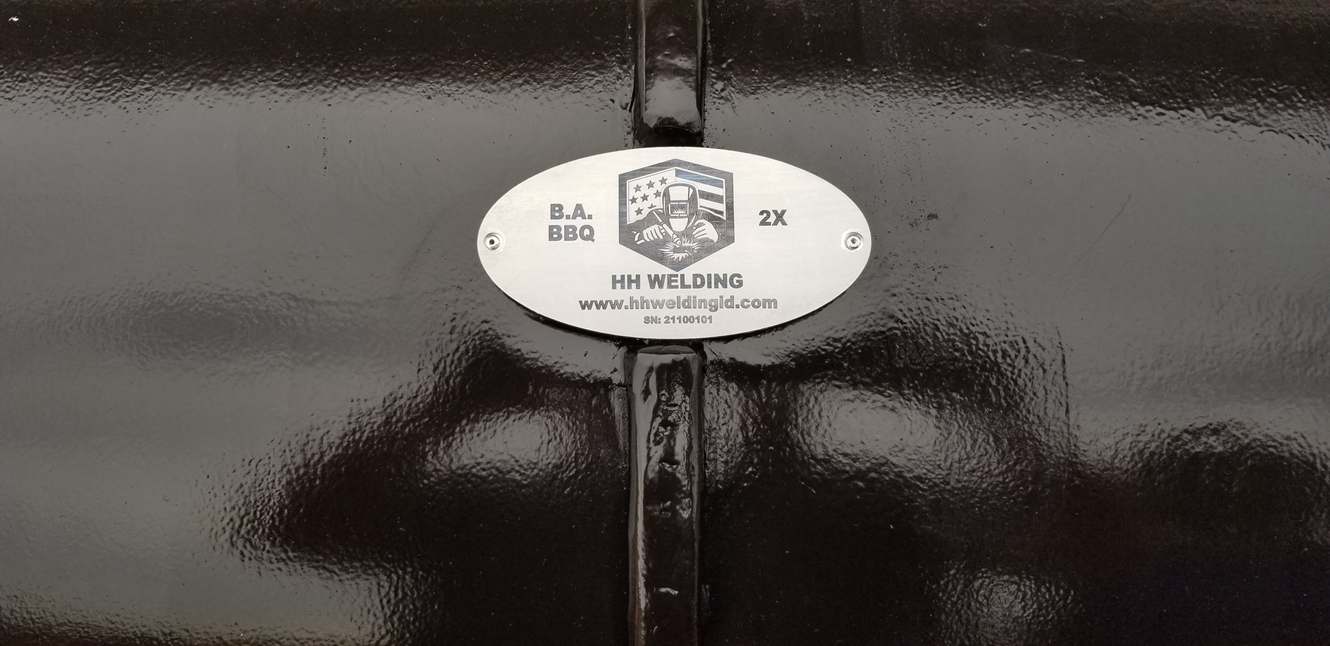 B.A.
BBQ
2X
HH WELDING
www.hhweldingid.com
SN: 21100101